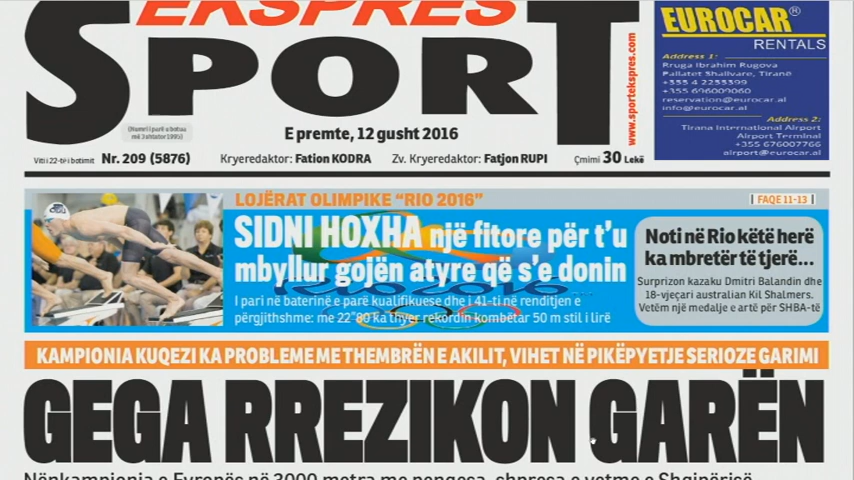 EKSPRES
SPORT
www.sportekspres.com
(Numri i parë u botua
më 3 shtator 1995)
E premte, 12 gusht 2016
Viti i 22-të i botimit Nr. 209 (5876) Kryeredaktor: Fation KODRA Zv. Kryeredaktor: Fatjon RUPI Çmimi 30 Lekë
EUROCAR®
RENTALS
Address 1:
Rruga Ibrahim Rugova
Pallatet Shallvare, Tiranë
+355 4 2255399
+355 696009060
reservation@eurocar.al
info@eurocar.al
Address 2:
Tirana International Airport
Airport Terminal
+355 676007766
airport@eurocar.al
LOJËRAT OLIMPIKE “RIO 2016”
FAQE 11-13
SIDNI HOXHA një fitore për t'u
mbyllur gojën atyre që s'e donin
I pari në baterinë e parë kualifikuese dhe i 41-ti në renditjen e
përgjithshme: me 22''80 ka thyer rekordin kombëtar 50 m stil i lirë
Noti në Rio këtë herë
ka mbretër të tjerë...
Surprizon kazaku Dmitri Balandin dhe
18-vjeçari australian Kil Shalmers.
Vetëm një medalje e artë për SHBA-të
KAMPIONIA KUQEZI KA PROBLEME ME THEMBRËN E AKILIT, VIHET NË PIKËPYETJE SERIOZE GARIMI
GEGA RREZIKON GARËN
Nënkampionia e Evropës në 3000 metra me pengesa, shpresa e vetme e Shqipërisë